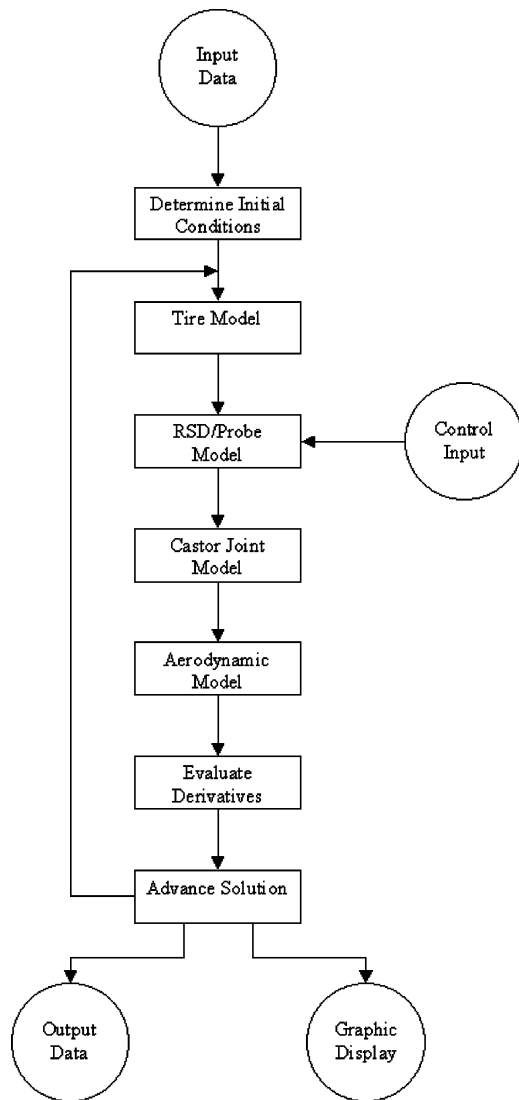 Input
Data
Determine Initial
Conditions
Tire Model
RSD/Probe
Model
Control
Input
Castor Joint
Model
Aerodynamic
Model
Evaluate
Derivatives
Advance Solution
Output
Data
Graphic
Display